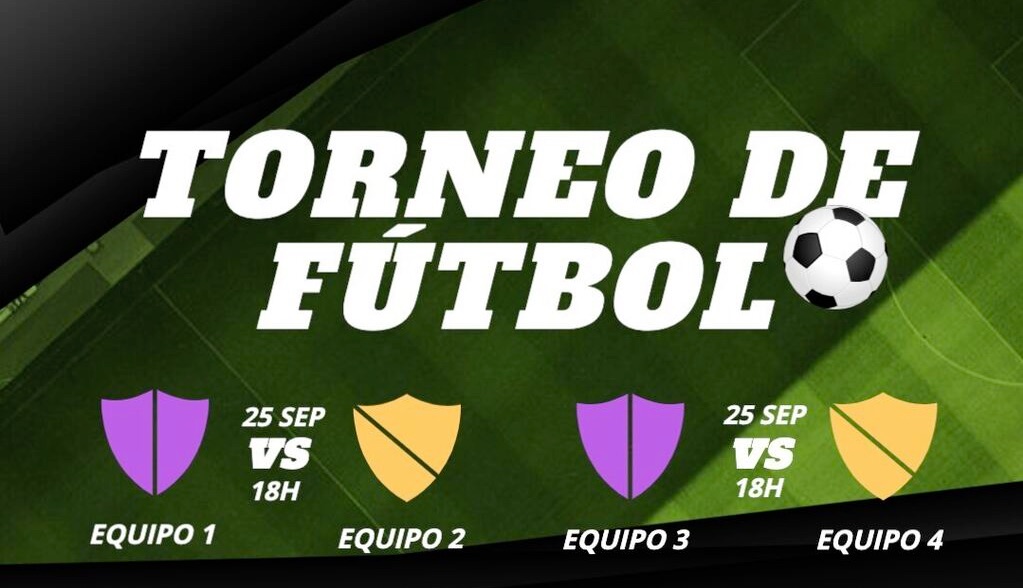 TORNEO DE
FÚTBOL
25 SEP
VS
18H
25 SEP
VS
18H
EQUIPO 1
EQUIPO 2
EQUIPO 3
EQUIPO 4